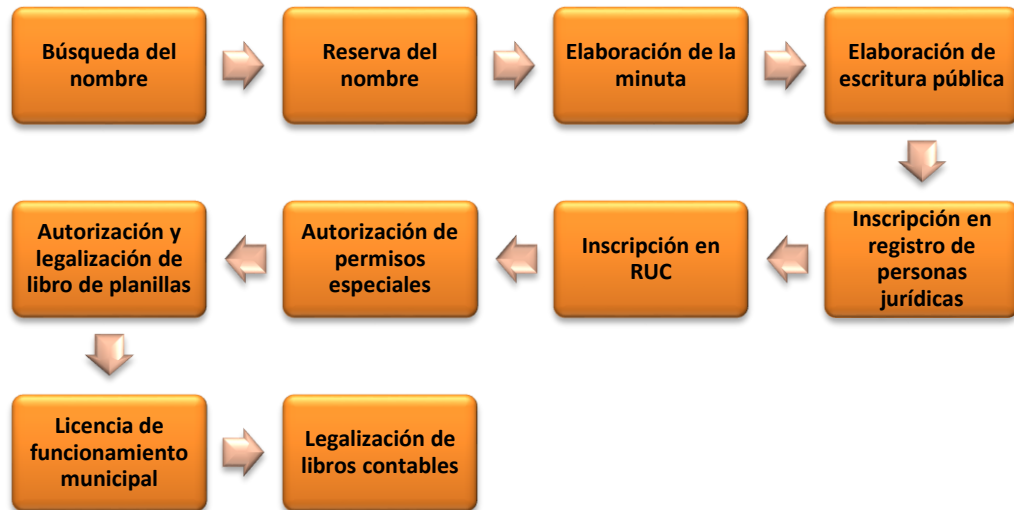 Búsqueda del
nombre
Reserva del
nombre
Elaboración de la
minuta
Elaboración de
escritura pública
Inscripción en
registro de
personas
jurídicas
Inscripción en
RUC
Autorización de
permisos
especiales
Autorización y
legalización de
libro de planillas
Licencia de
funcionamiento
municipal
Legalización de
libros contables